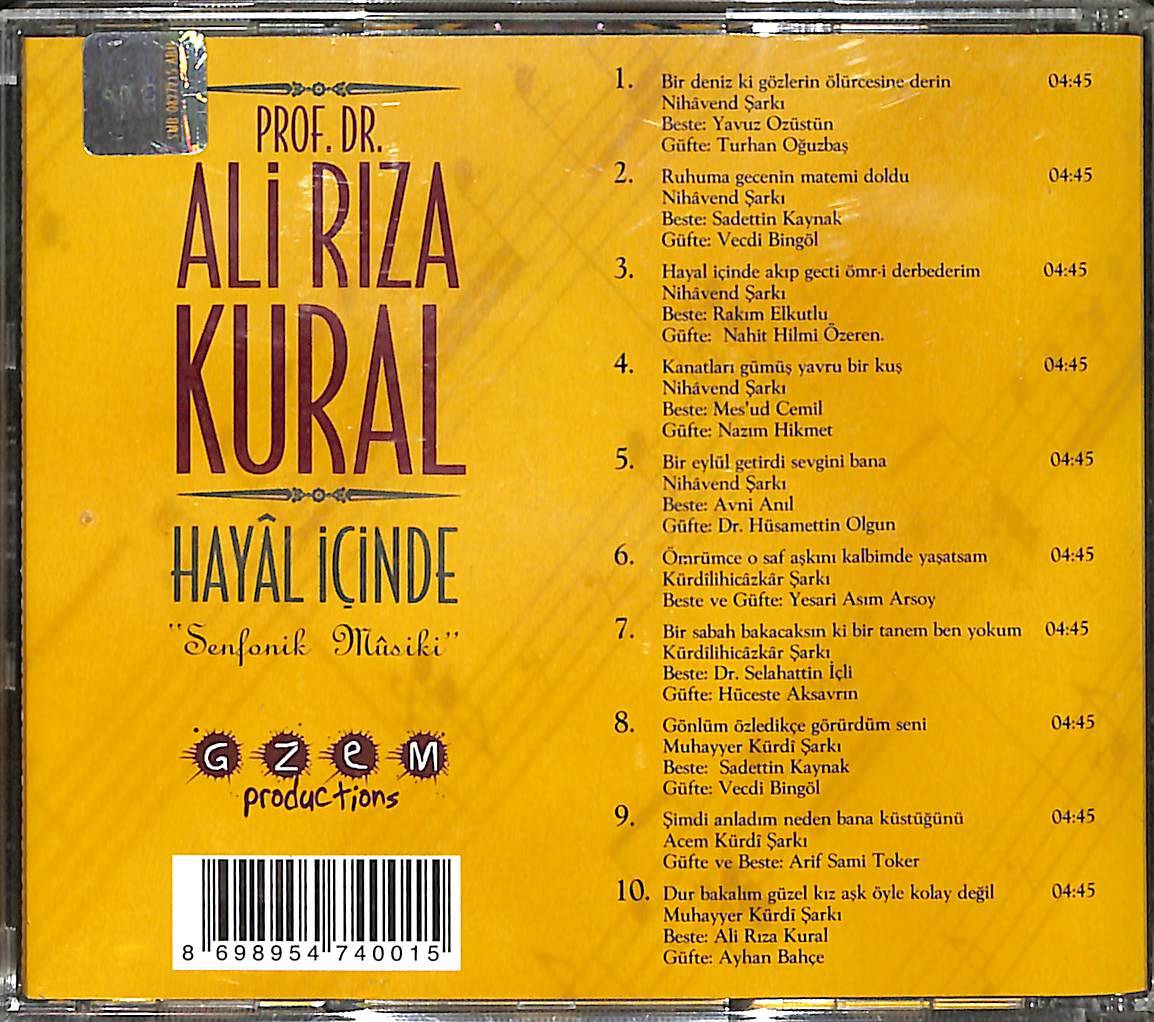 PROF. DR.
ALİ RIZA
KURAL
HAYÂL İÇİNDE
"Senfonik Mûsiki"
GZeM
productions
8 698954 740015
1. Bir deniz ki gözlerin ölürcesine derin 04:45
Nihâvend Şarkı
Beste: Yavuz Ozüstün
Güfte: Turhan Oğuzbaş
2. Ruhuma gecenin matemi doldu 04:45
Nihâvend Şarkı
Beste: Sadettin Kaynak
Güfte: Vecdi Bingöl
3. Hayal içinde akıp gecti ömr-i derbederim 04:45
Nihâvend Şarkı
Beste: Rakım Elkutlu
Güfte: Nahit Hilmi Özeren.
4. Kanatları gümüş yavru bir kuş 04:45
Nihâvend Şarkı
Beste: Mes'ud Cemil
Güfte: Nazım Hikmet
5. Bir eylül getirdi sevgini bana 04:45
Nihâvend Şarkı
Beste: Avni Anıl
Güfte: Dr. Hüsamettin Olgun
6. Ömrümce o saf aşkını kalbimde yaşatsam 04:45
Kürdîlihicâzkâr Şarkı
Beste ve Güfte: Yesari Asım Arsoy
7. Bir sabah bakacaksın ki bir tanem ben yokum 04:45
Kürdîlihicâzkâr Şarkı
Beste: Dr. Selahattin İçli
Güfte: Hüceste Aksavrın
8. Gönlüm özledikçe görürdüm seni 04:45
Muhayyer Kürdî Şarkı
Beste: Sadettin Kaynak
Güfte: Vecdi Bingöl
9. Şimdi anladım neden bana küstüğünü 04:45
Acem Kürdî Şarkı
Güfte ve Beste: Arif Sami Toker
10. Dur bakalım güzel kız aşk öyle kolay değil 04:45
Muhayyer Kürdî Şarkı
Beste: Ali Rıza Kural
Güfte: Ayhan Bahçe